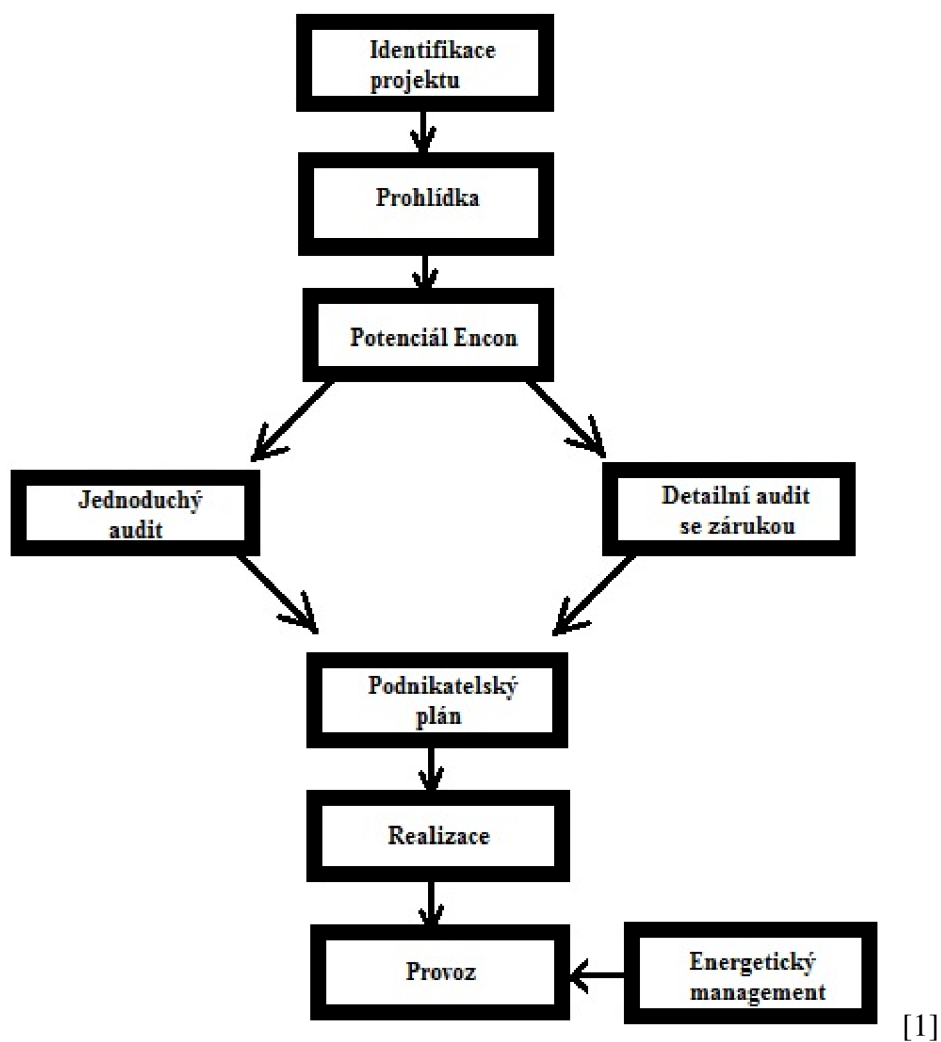 Identifikace
projektu
Prohlídka
Potenciál Encon
Jednoduchý
audit
Detailní audit
se zárukou
Podnikatelský
plán
Realizace
Provoz
Energetický
management
[1]